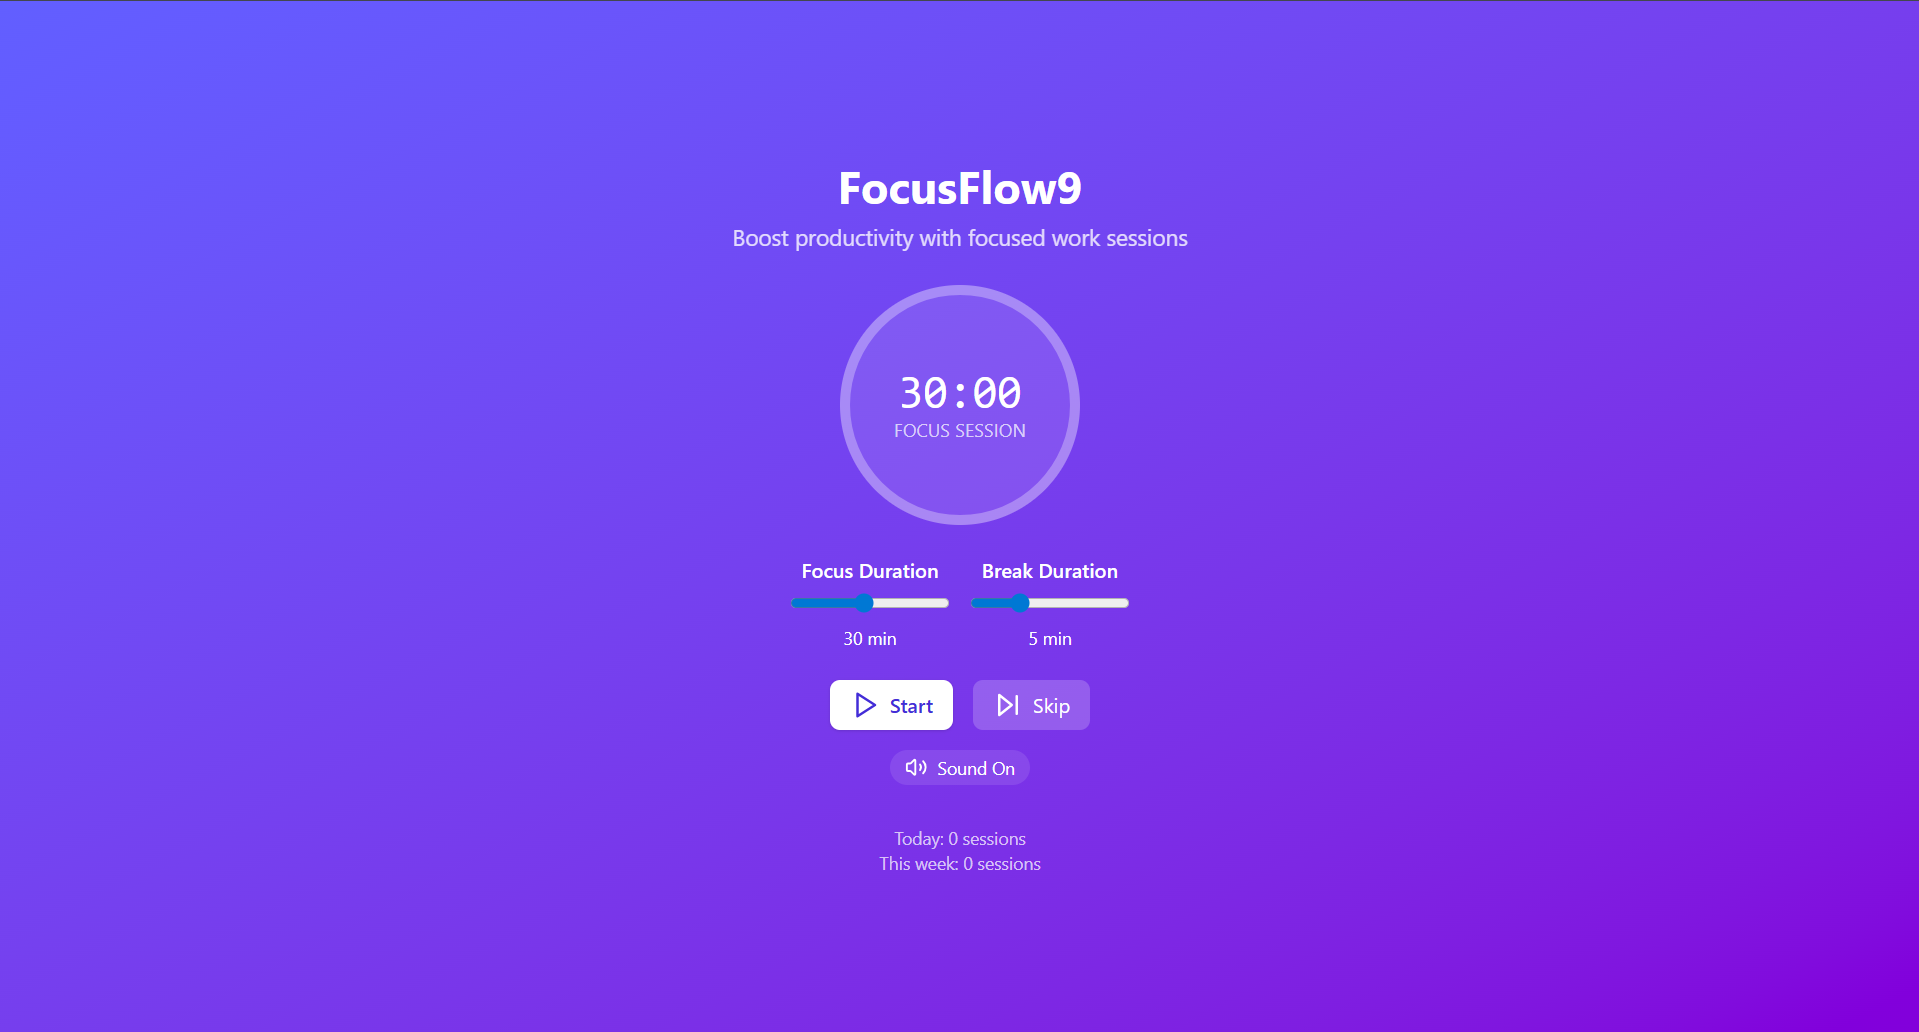 FocusFlow9
Boost productivity with focused work sessions
30:00
FOCUS SESSION
Focus Duration
30 min
Break Duration
5 min
Start
Skip
Sound On
Today: 0 sessions
This week: 0 sessions